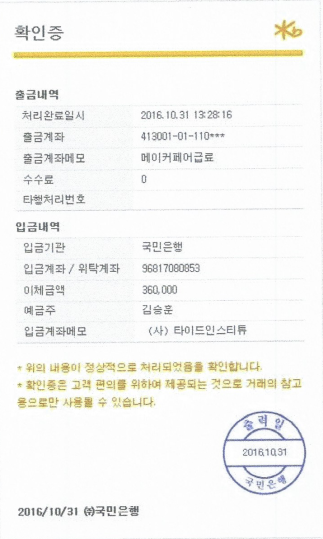 확인증
출금내역
처리완료일시 2016.10.31 13:28:16
출금계좌 413001-01-110***
출금계좌메모 메이커페어급료
수수료 0
타행처리번호
입금내역
입금기관 국민은행
입금계좌 / 위탁계좌 96817080853
이체금액 360,000
예금주 김승훈
입금계좌메모 (사) 타이드인스티튜
* 위의 내용이 정상적으로 처리되었음을 확인합니다.
* 확인증은 고객 편의를 위하여 제공되는 것으로 거래의 참고
용으로만 사용될 수 있습니다.
출력일
2016.10.31
국민은행
2016/10/31 ㈜국민은행